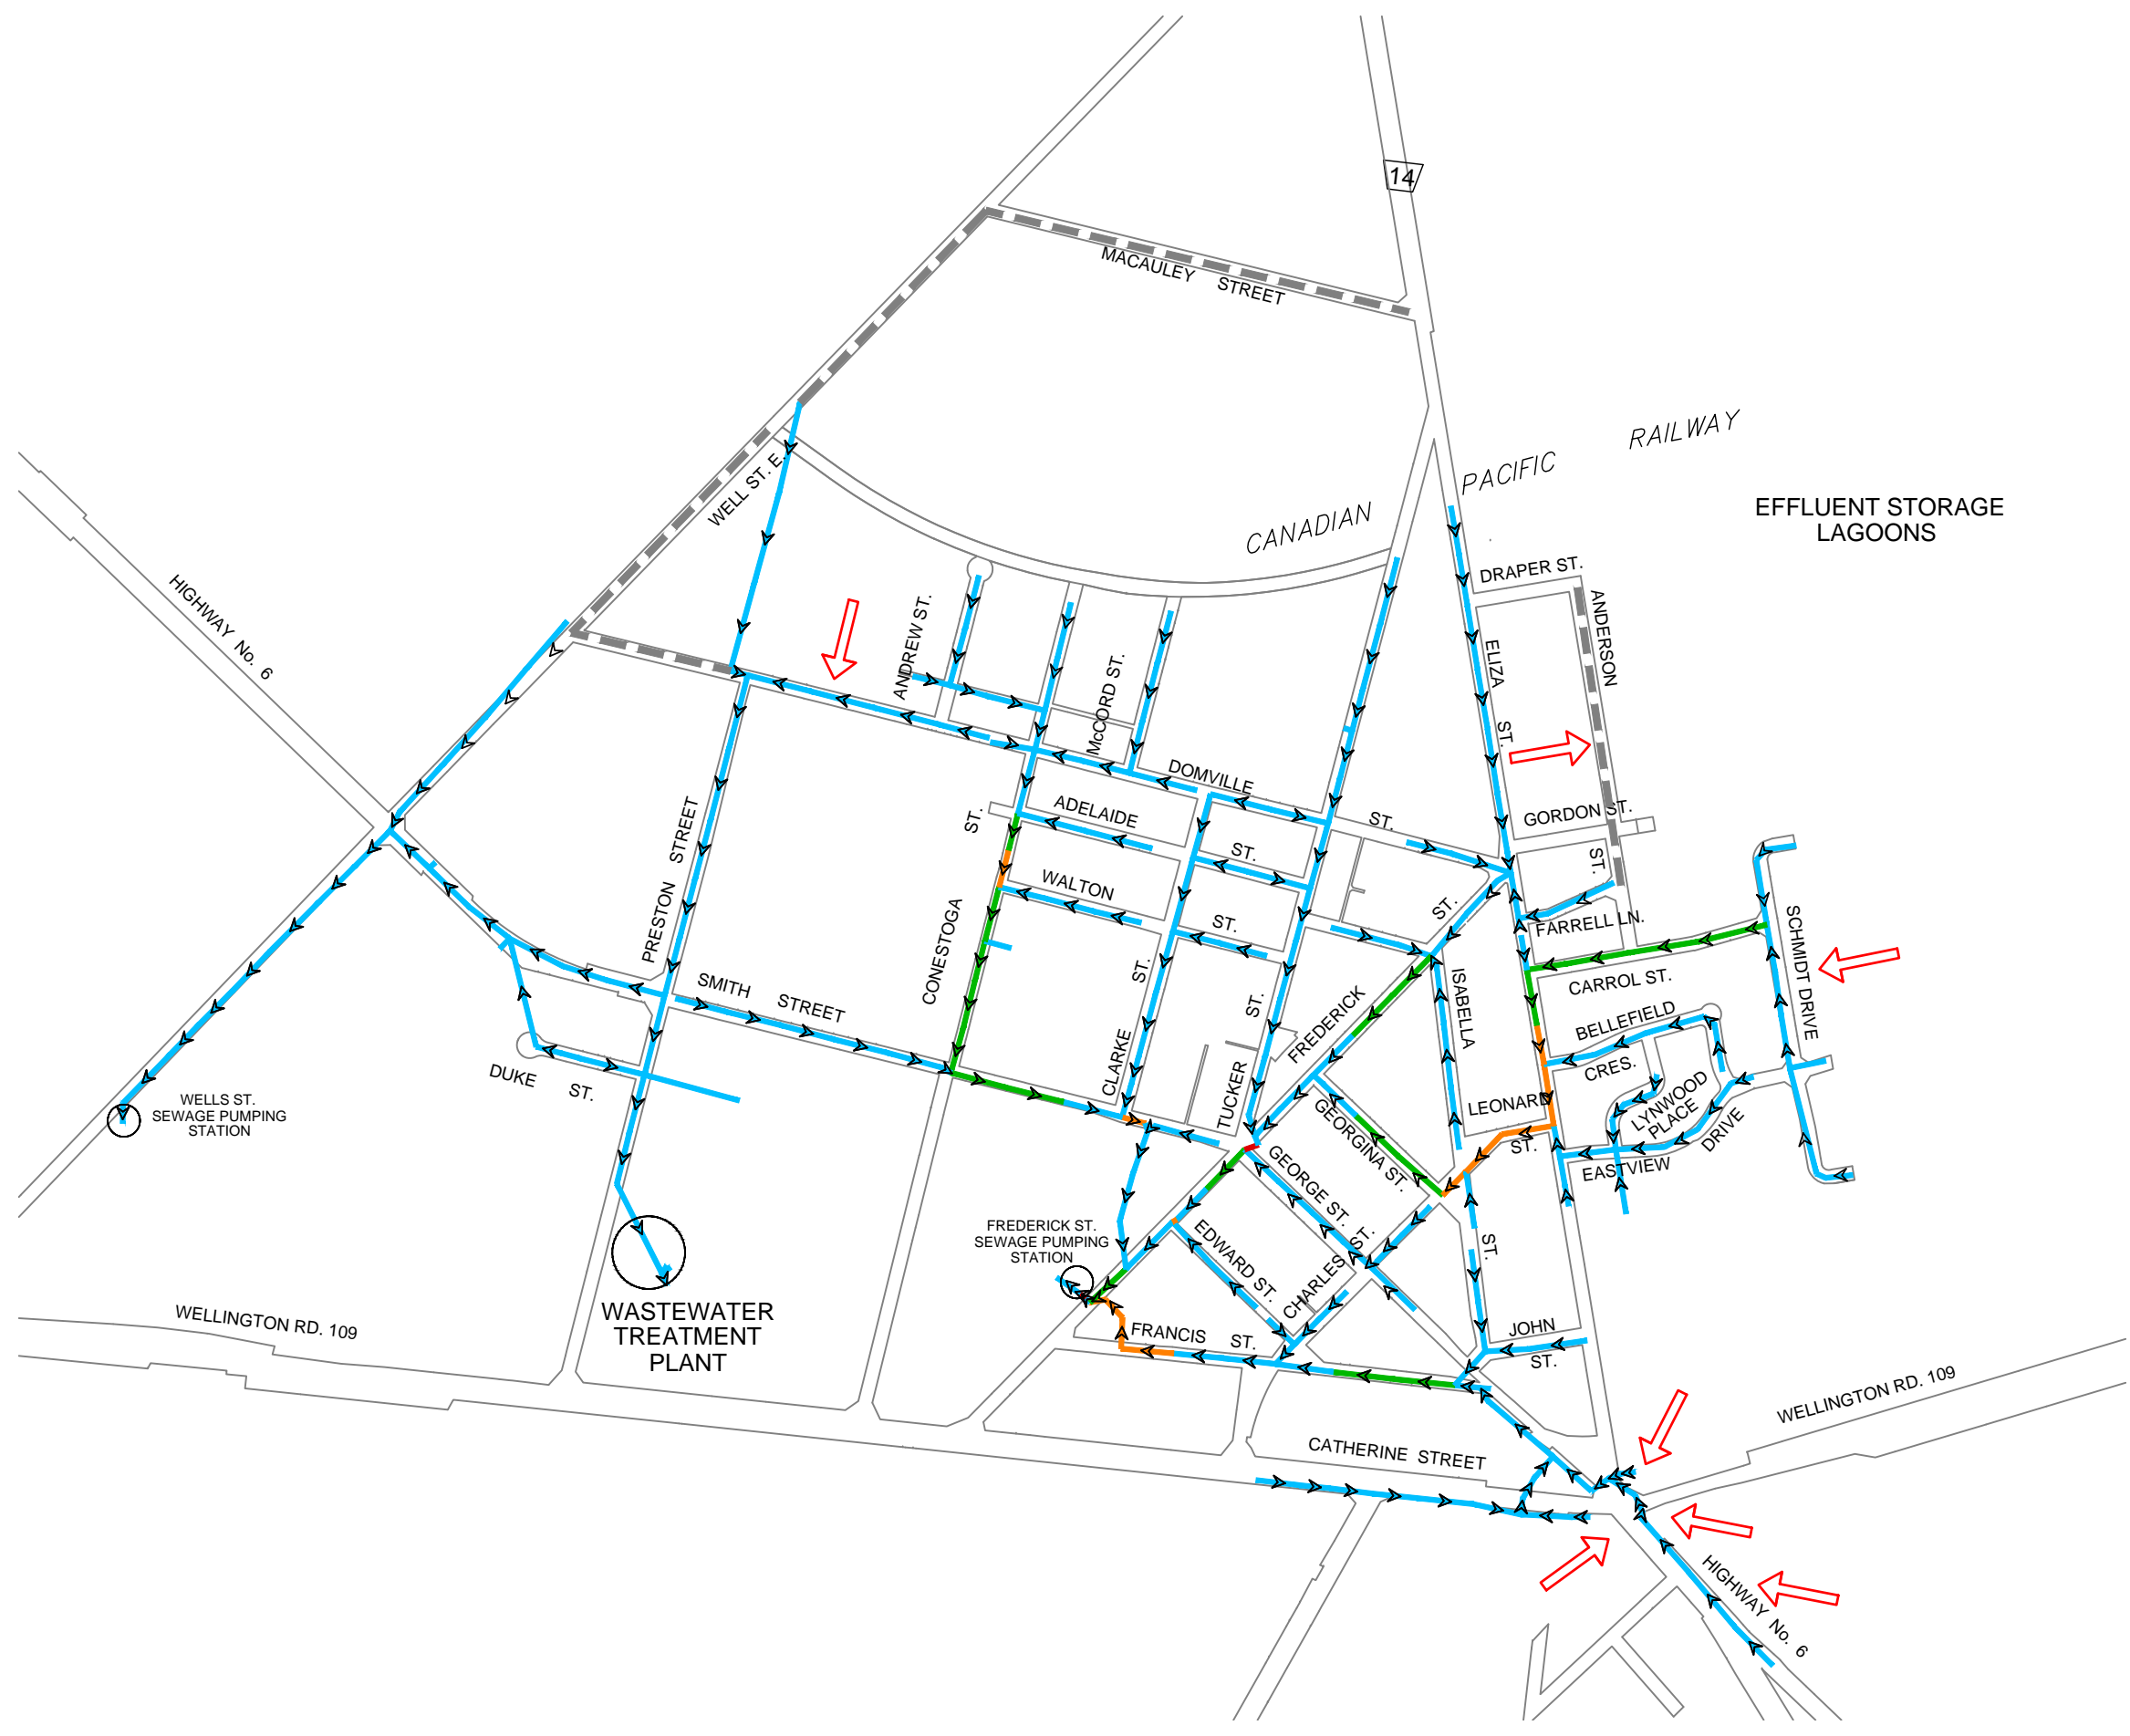 14
MACAULEY STREET
WELL ST. E.
RAILWAY
PACIFIC
CANADIAN
EFFLUENT STORAGE
LAGOONS
HIGHWAY No. 6
DRAPER ST.
ANDERSON
ST.
ANDREW ST.
McCORD ST.
ELIZA
ST.
DOMVILLE
ST.
GORDON ST.
ADELAIDE
ST.
WALTON
ST.
PRESTON STREET
CONESTOGA
ST.
FARRELL LN.
SCHMIDT DRIVE
CARROL ST.
SMITH STREET
CLARKE
ST.
TUCKER
ST.
FREDERICK
ST.
ISABELLA
ST.
BELLEFIELD
CRES.
LYNWOOD
PLACE
LEONARD
ST.
EASTVIEW
DRIVE
DUKE ST.
WELLS ST.
SEWAGE PUMPING
STATION
GEORGINA ST.
GEORGE ST.
EDWARD ST.
CHARLES ST.
FREDERICK ST.
SEWAGE PUMPING
STATION
WASTEWATER
TREATMENT
PLANT
WELLINGTON RD. 109
FRANCIS ST.
JOHN
ST.
WELLINGTON RD. 109
CATHERINE STREET
HIGHWAY No. 6